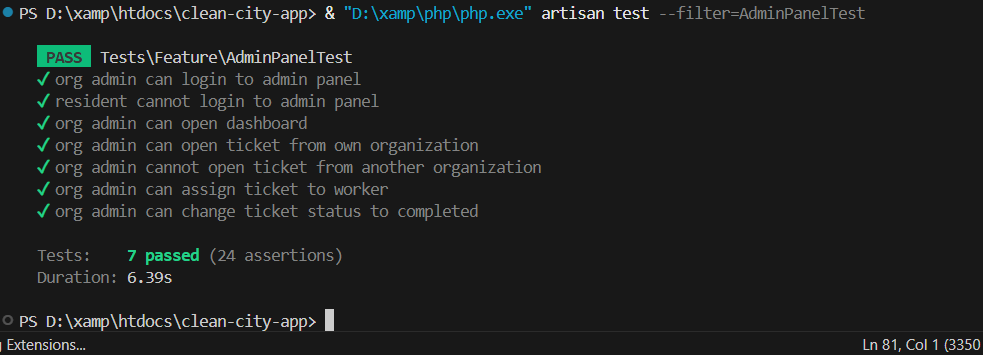 PS D:\xamp\htdocs\clean-city-app> & "D:\xamp\php\php.exe" artisan test --filter=AdminPanelTest
PASS Tests\Feature\AdminPanelTest
✓ org admin can login to admin panel
✓ resident cannot login to admin panel
✓ org admin can open dashboard
✓ org admin can open ticket from own organization
✓ org admin cannot open ticket from another organization
✓ org admin can assign ticket to worker
✓ org admin can change ticket status to completed
Tests: 7 passed (24 assertions)
Duration: 6.39s
PS D:\xamp\htdocs\clean-city-app>
Extensions... Ln 81, Col 1 (3350